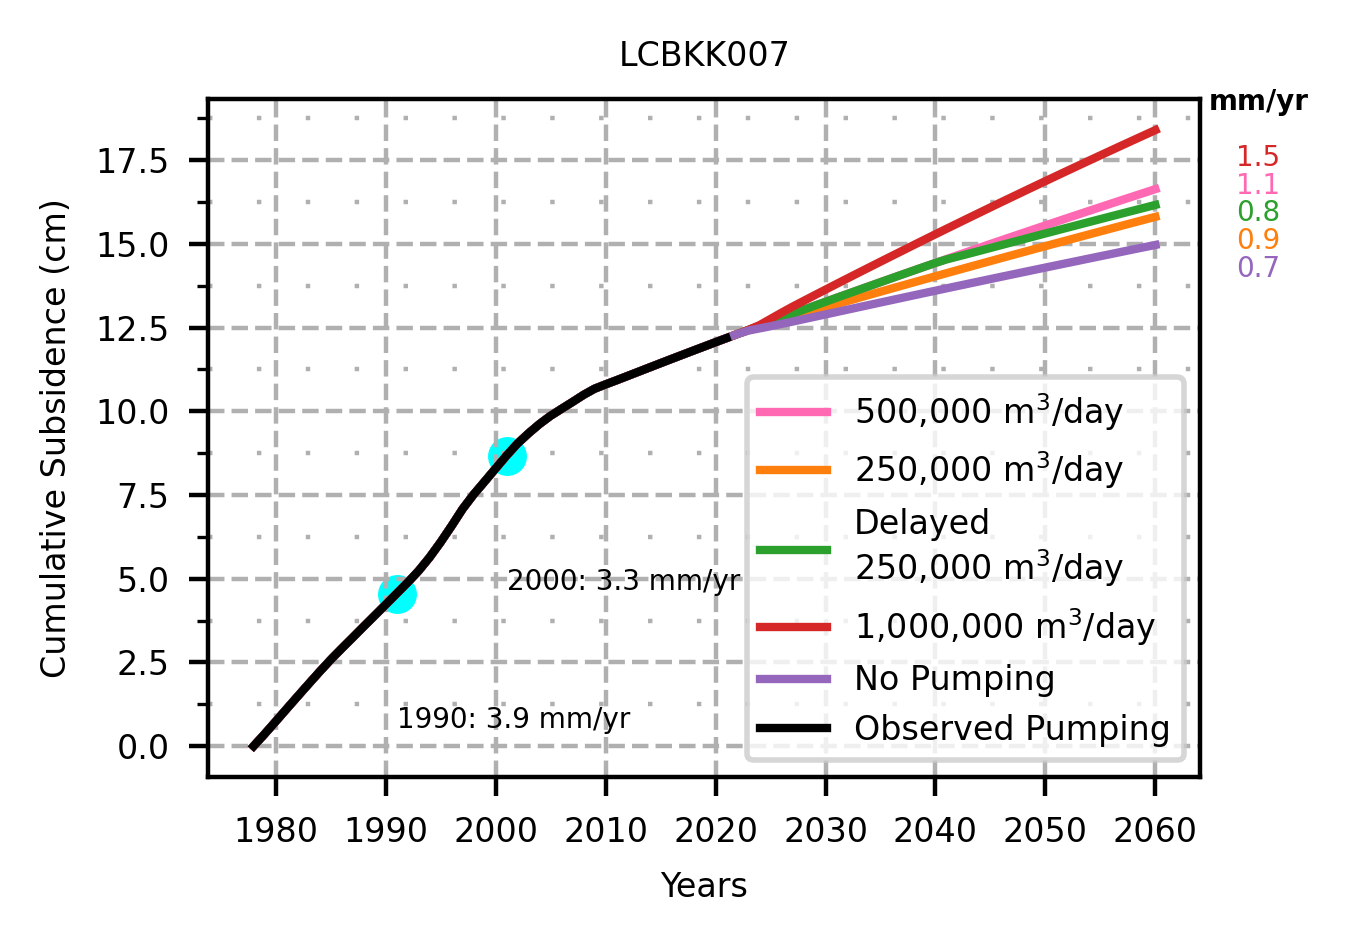 LCBKK007
mm/yr
1.5
1.1
0.8
0.9
0.7
Cumulative Subsidence (cm)
17.5
15.0
12.5
10.0
7.5
5.0
2.5
0.0
2000: 3.3 mm/yr
1990: 3.9 mm/yr
500,000 m³/day
250,000 m³/day
Delayed
250,000 m³/day
1,000,000 m³/day
No Pumping
Observed Pumping
1980 1990 2000 2010 2020 2030 2040 2050 2060
Years